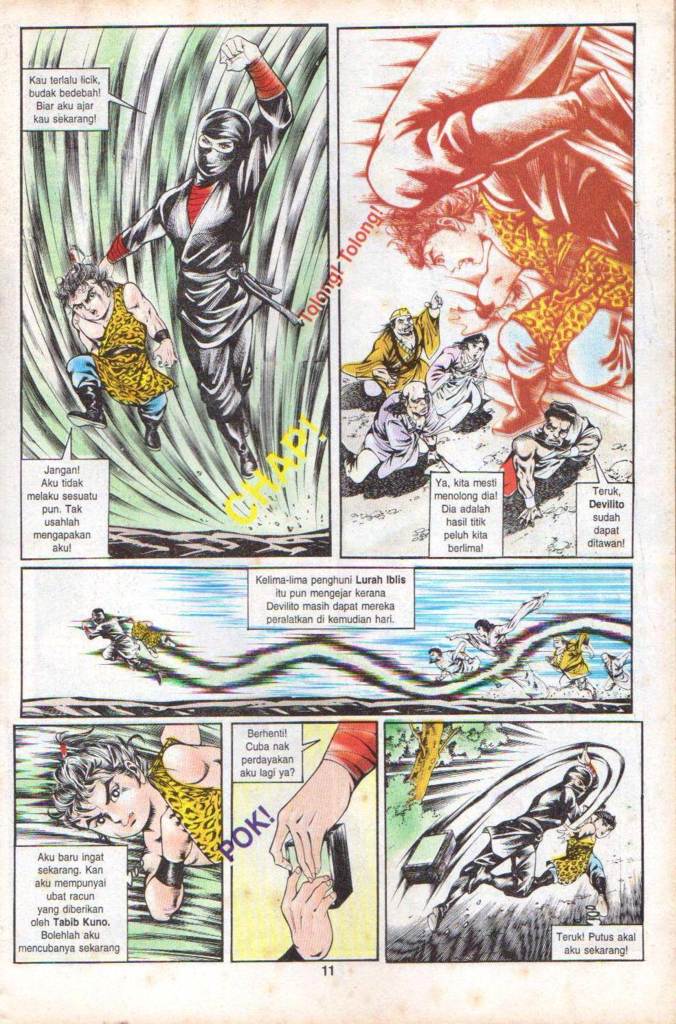 Kau terlalu licik,
budak bedebah!
Biar aku ajar
kau sekarang!
CHAP!
Jangan!
Aku tidak
melaku sesuatu
pun. Tak
usahlah
mengapakan
aku!
Tolong! Tolong!
Ya, kita mesti
menolong dia!
Dia adalah
hasil titik
peluh kita
berlima!
Teruk,
Devilito
sudah
dapat
ditawan!
Kelima-lima penghuni Lurah Iblis
itu pun mengejar kerana
Devilito masih dapat mereka
peralatkan di kemudian hari.
Aku baru ingat
sekarang. Kan
aku mempunyai
ubat racun
yang diberikan
oleh Tabib Kuno.
Bolehlah aku
mencubanya sekarang
Berhenti!
Cuba nak
perdayakan
aku lagi ya?
POK!
Teruk! Putus akal
aku sekarang!
11